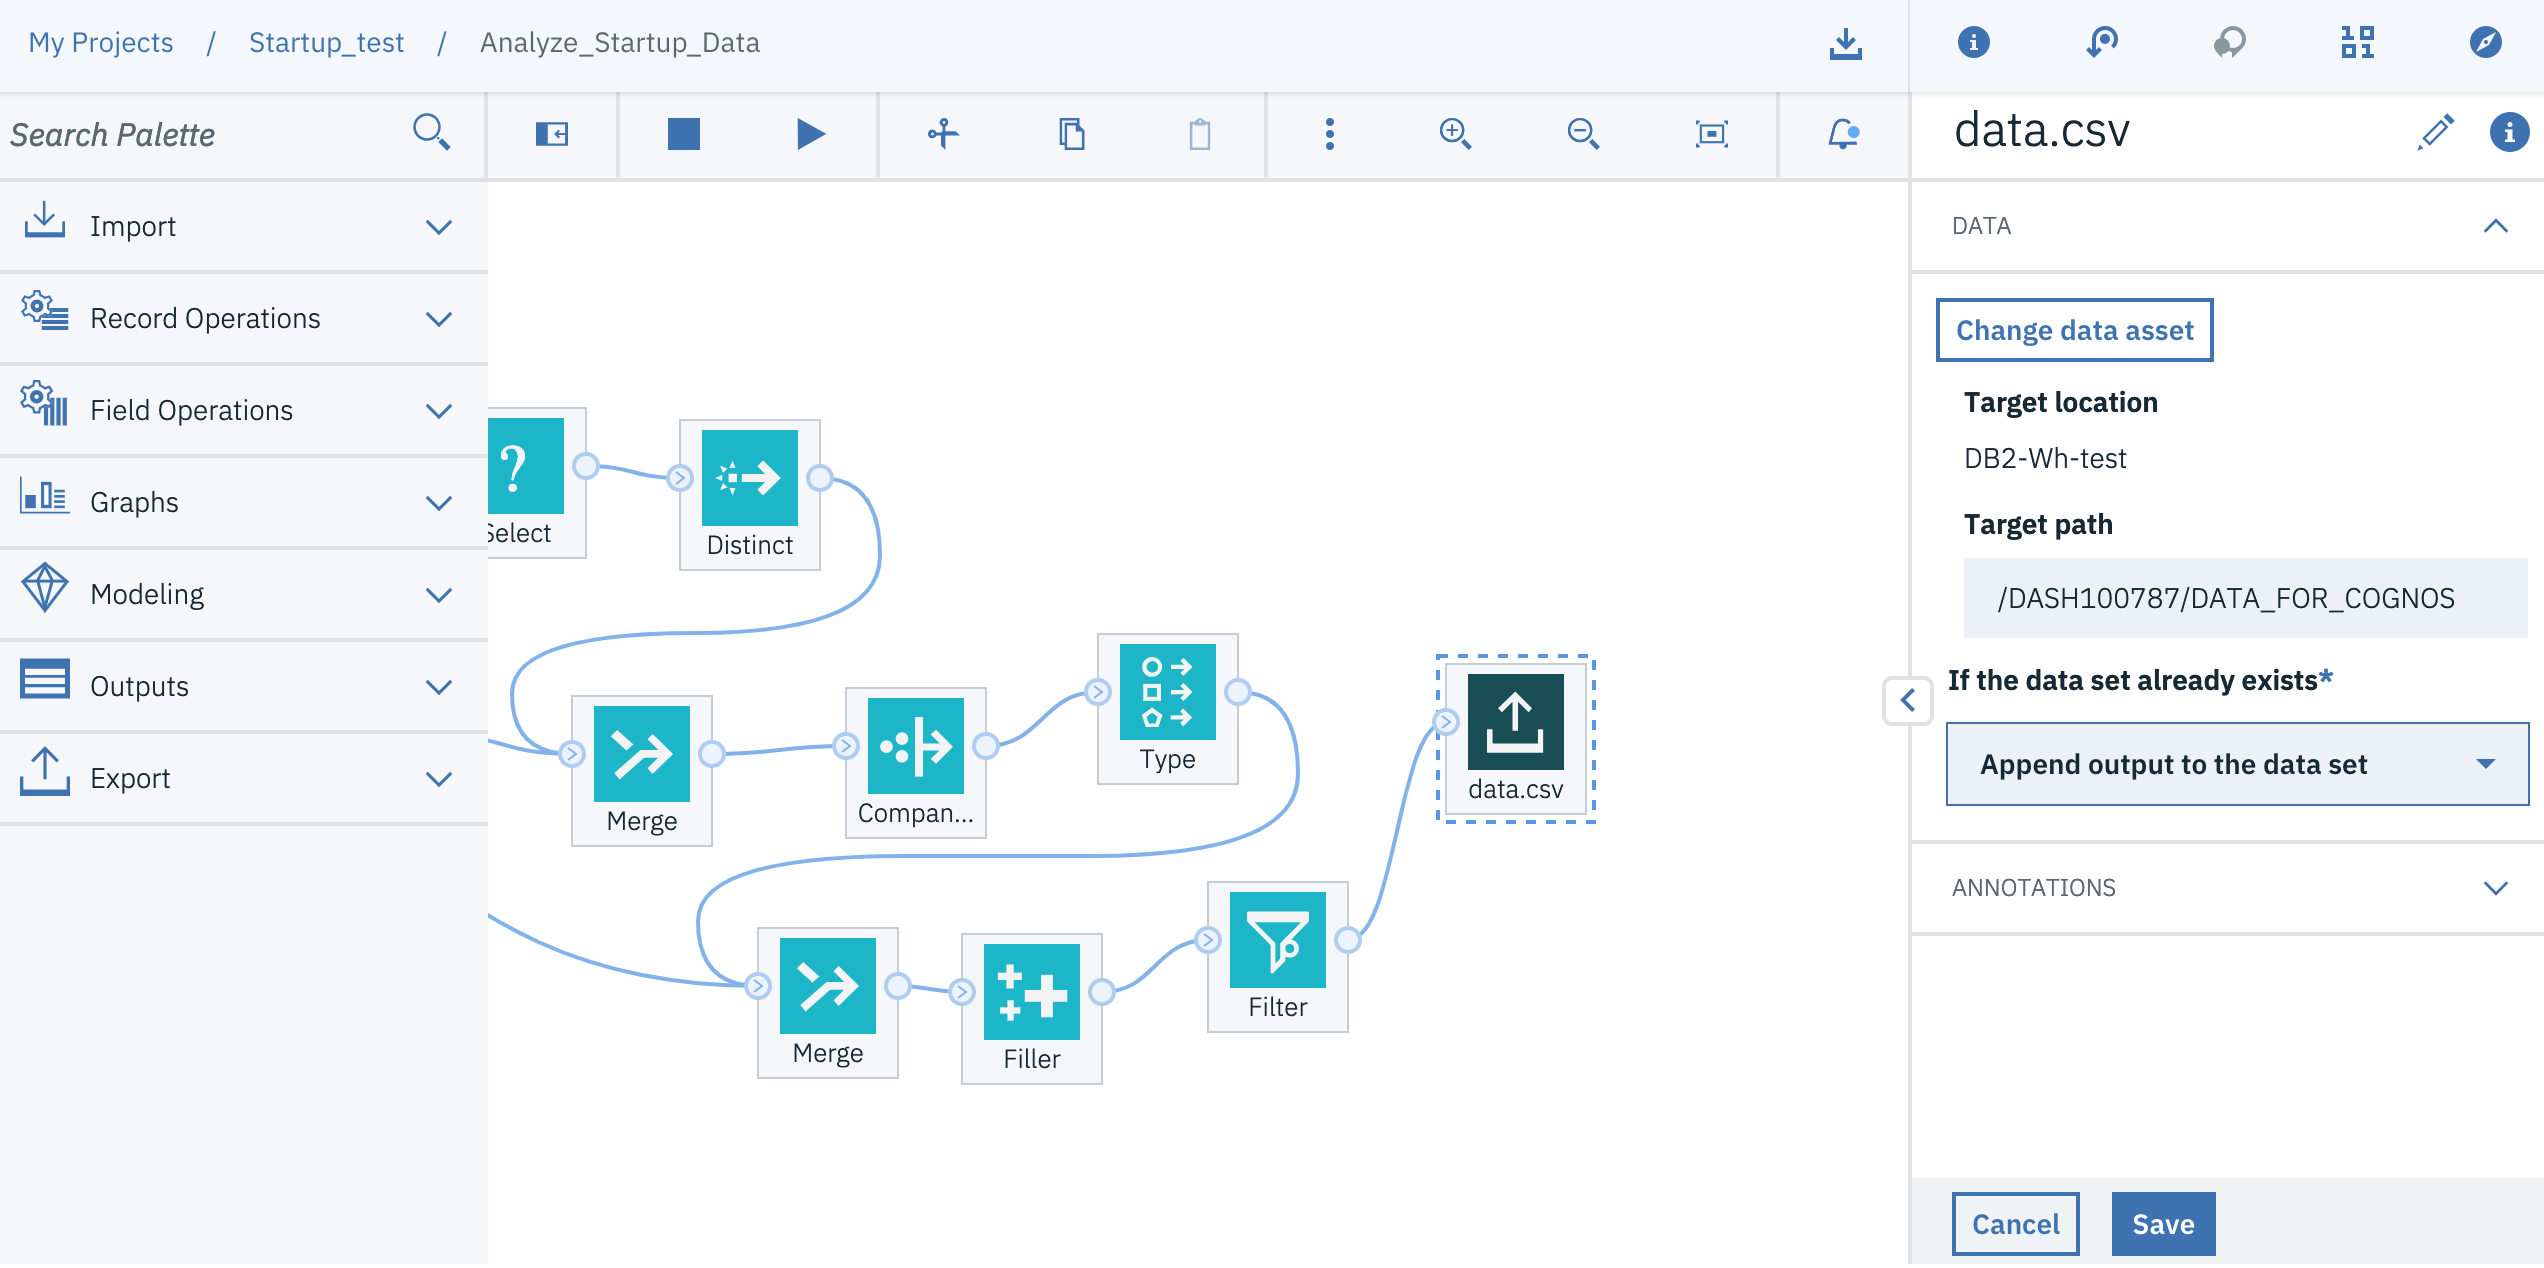 My Projects / Startup_test / Analyze_Startup_Data
Search Palette
Import
Record Operations
Field Operations
Graphs
Modeling
Outputs
Export
Select
Distinct
Merge
Compan...
Type
data.csv
Merge
Filler
Filter
data.csv
DATA
Change data asset
Target location
DB2-Wh-test
Target path
/DASH100787/DATA_FOR_COGNOS
If the data set already exists*
Append output to the data set
ANNOTATIONS
Cancel
Save